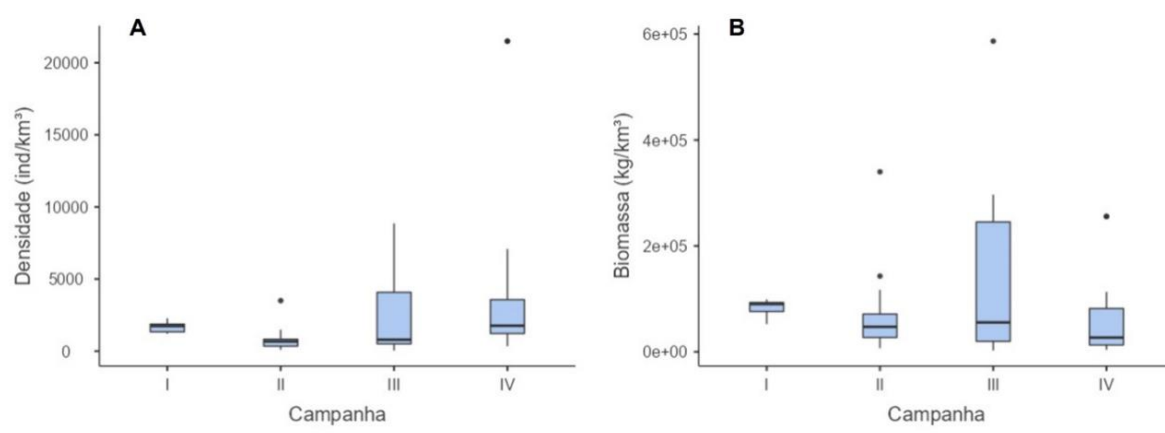 A
Densidade (ind/km³)
20000
15000
10000
5000
0
I II III IV
Campanha
B
Biomassa (kg/km³)
6e+05
4e+05
2e+05
0e+00
I II III IV
Campanha